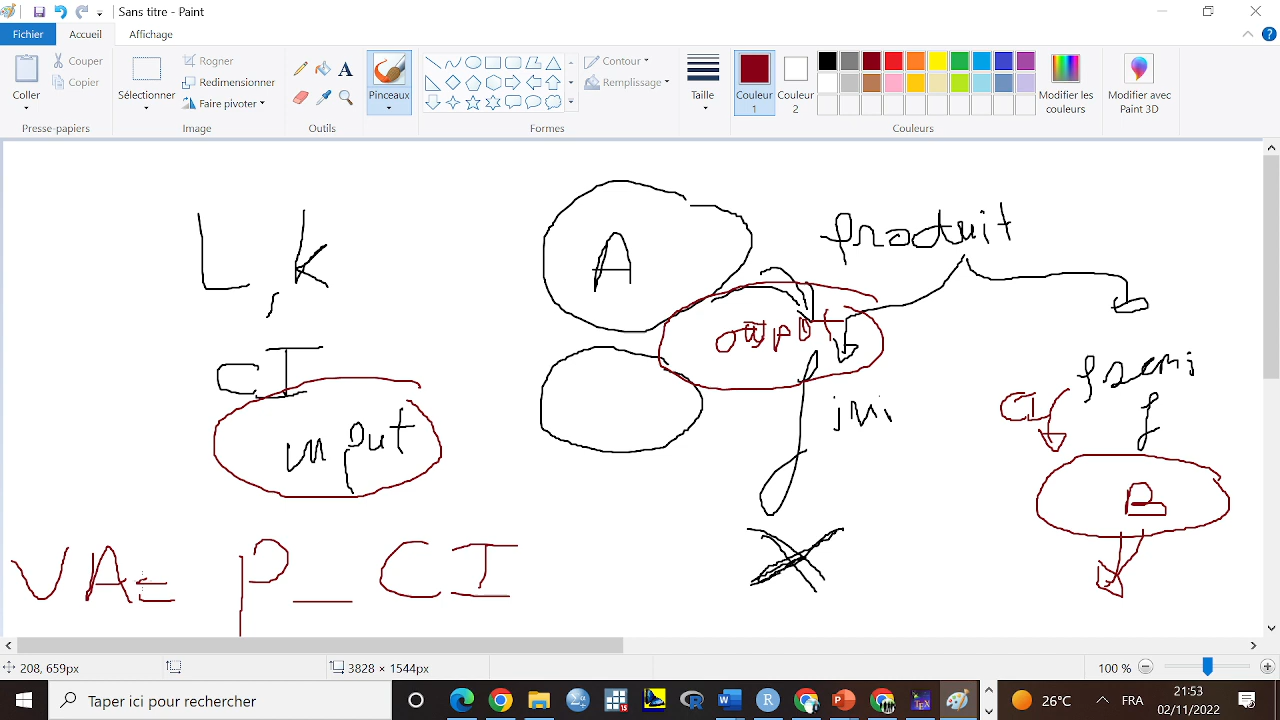 Sans titre - Paint
Fichier
Accueil
Affichage
Coller
Couper
Copier
Presse-papiers
Sélectionner
Rogner
Redimensionner
Faire pivoter
Image
Pinceaux
Outils
Contour
Remplissage
Formes
Taille
Couleur 1
Couleur 2
Modifier les couleurs
Modifier avec Paint 3D
Couleurs
L, K
A
produit
CI
input
CI
f
B
VA= P _ CI
208, 659px
3828 × 1544px
100 %
Taper ici pour rechercher
26°C
FRA
21:53
02/11/2022